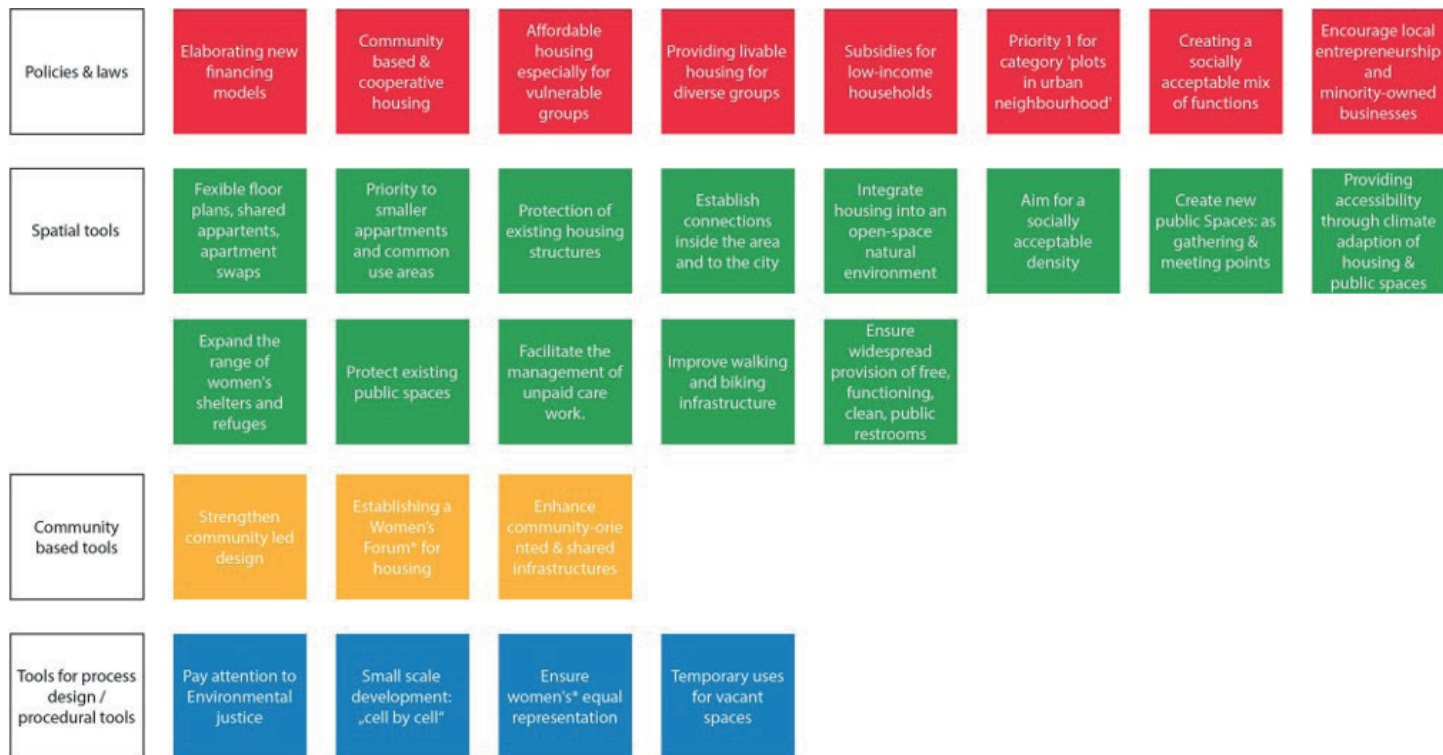 Policies & laws
Elaborating new
financing
models
Community
based &
cooperative
housing
Affordable
housing
especially for
vulnerable
groups
Providing livable
housing for
diverse groups
Subsidies for
low-income
households
Priority 1 for
category 'plots
in urban
neighbourhood'
Creating a
socially
acceptable mix
of functions
Encourage local
entrepreneurship
and
minority-owned
businesses
Spatial tools
Fexible floor
plans, shared
appartents,
apartment
swaps
Priority to
smaller
appartments
and common
use areas
Protection of
existing housing
structures
Establish
connections
inside the area
and to the city
Integrate
housing into an
open-space
natural
environment
Aim for a
socially
acceptable
density
Create new
public Spaces: as
gathering &
meeting points
Providing
accessibility
through climate
adaption of
housing &
public spaces
Expand the
range of
women's
shelters and
refuges
Protect existing
public spaces
Facilitate the
management of
unpaid care
work.
Improve walking
and biking
infrastructure
Ensure
widespread
provision of free,
functioning,
clean, public
restrooms
Community
based tools
Strengthen
community led
design
Establishing a
Women's
Forum* for
housing
Enhance
community-orie
nted & shared
infrastructures
Tools for process
design /
procedural tools
Pay attention to
Environmental
justice
Small scale
development:
„cell by cell"
Ensure
women's* equal
representation
Temporary uses
for vacant
spaces